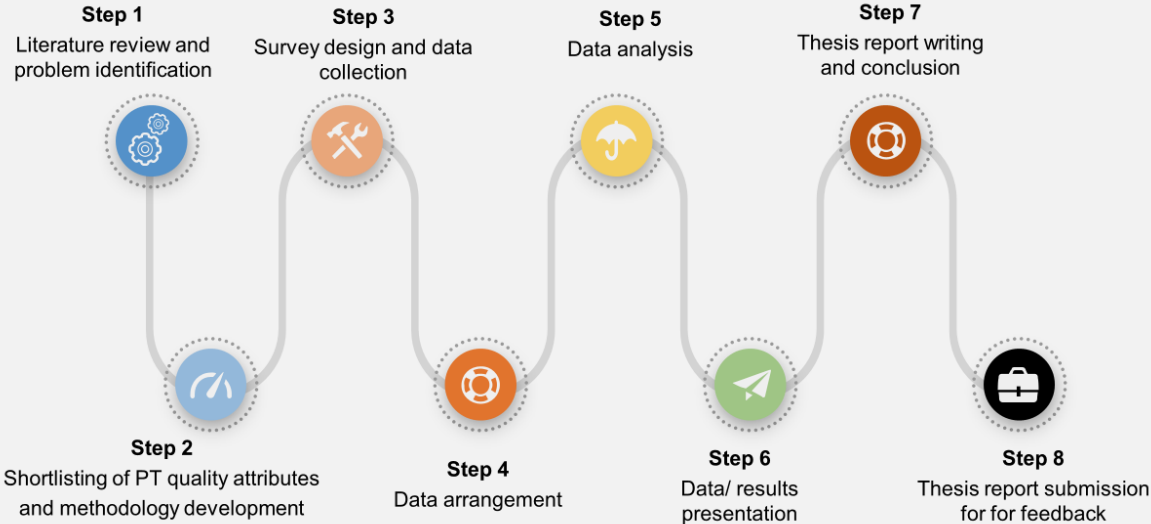 Step 1
Literature review and
problem identification
Step 2
Shortlisting of PT quality attributes
and methodology development
Step 3
Survey design and data
collection
Step 4
Data arrangement
Step 5
Data analysis
Step 6
Data/ results
presentation
Step 7
Thesis report writing
and conclusion
Step 8
Thesis report submission
for for feedback